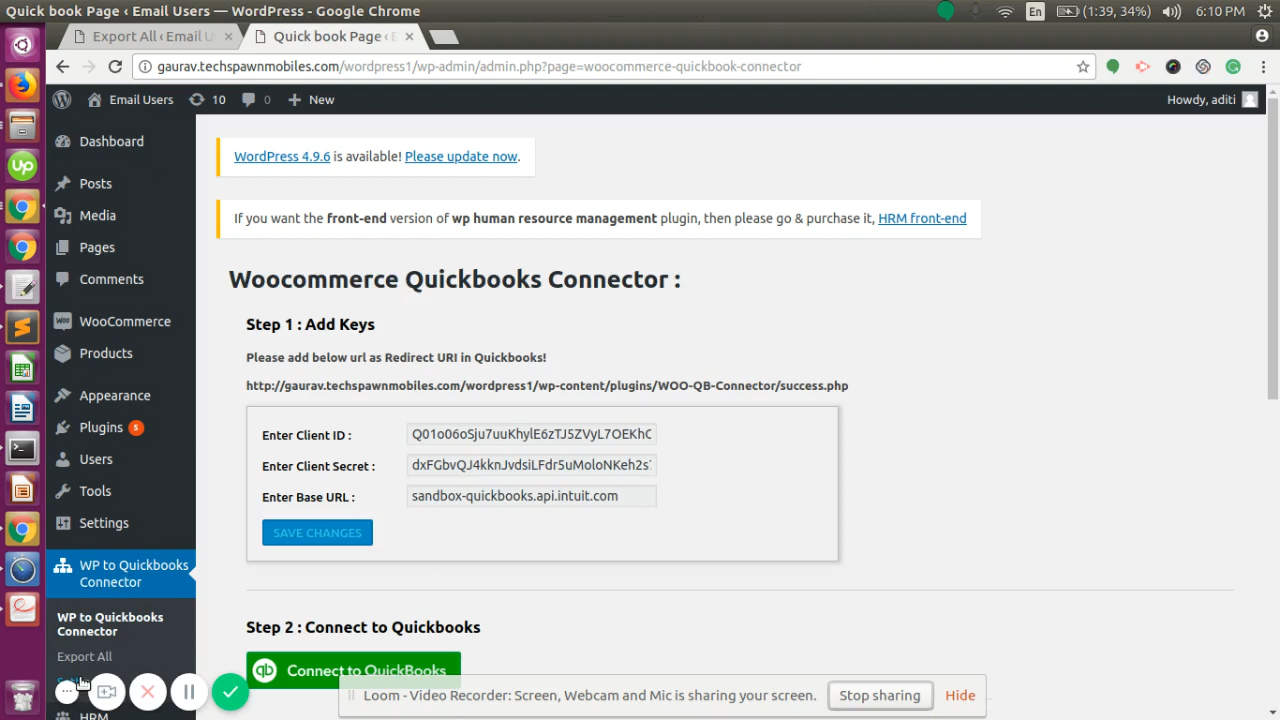 Quick book Page ‹ Email Users — WordPress - Google Chrome
En
(1:39, 34%)
6:10 PM
Export All ‹ Email U
Quick book Page ‹ E
gaurav.techspawnmobiles.com/wordpress1/wp-admin/admin.php?page=woocommerce-quickbook-connector
Email Users
10
0
New
Howdy, aditi
Dashboard
Posts
Media
Pages
Comments
WooCommerce
Products
Appearance
Plugins 5
Users
Tools
Settings
WP to Quickbooks
Connector
WP to Quickbooks
Connector
Export All
HRM
WordPress 4.9.6 is available! Please update now.
If you want the front-end version of wp human resource management plugin, then please go & purchase it, HRM front-end
Woocommerce Quickbooks Connector :
Step 1 : Add Keys
Please add below url as Redirect URI in Quickbooks!
http://gaurav.techspawnmobiles.com/wordpress1/wp-content/plugins/WOO-QB-Connector/success.php
Enter Client ID : Q01o06oSju7uuKhylE6zTJ5ZVyL7OEKhC
Enter Client Secret : dxFGbvQJ4kknJvdsiLFdr5uMoloNKeh2s
Enter Base URL : sandbox-quickbooks.api.intuit.com
SAVE CHANGES
Step 2 : Connect to Quickbooks
qb Connect to QuickBooks
Loom - Video Recorder: Screen, Webcam and Mic is sharing your screen.
Stop sharing
Hide
Up